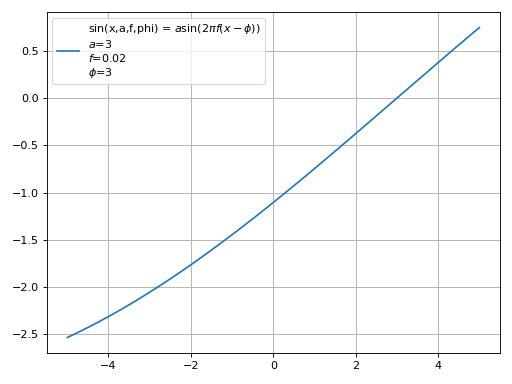 sin(x,a,f,phi) = asin(2πf(x − ϕ))
a=3
f=0.02
ϕ=3
0.5
0.0
−0.5
−1.0
−1.5
−2.0
−2.5
−4 −2 0 2 4